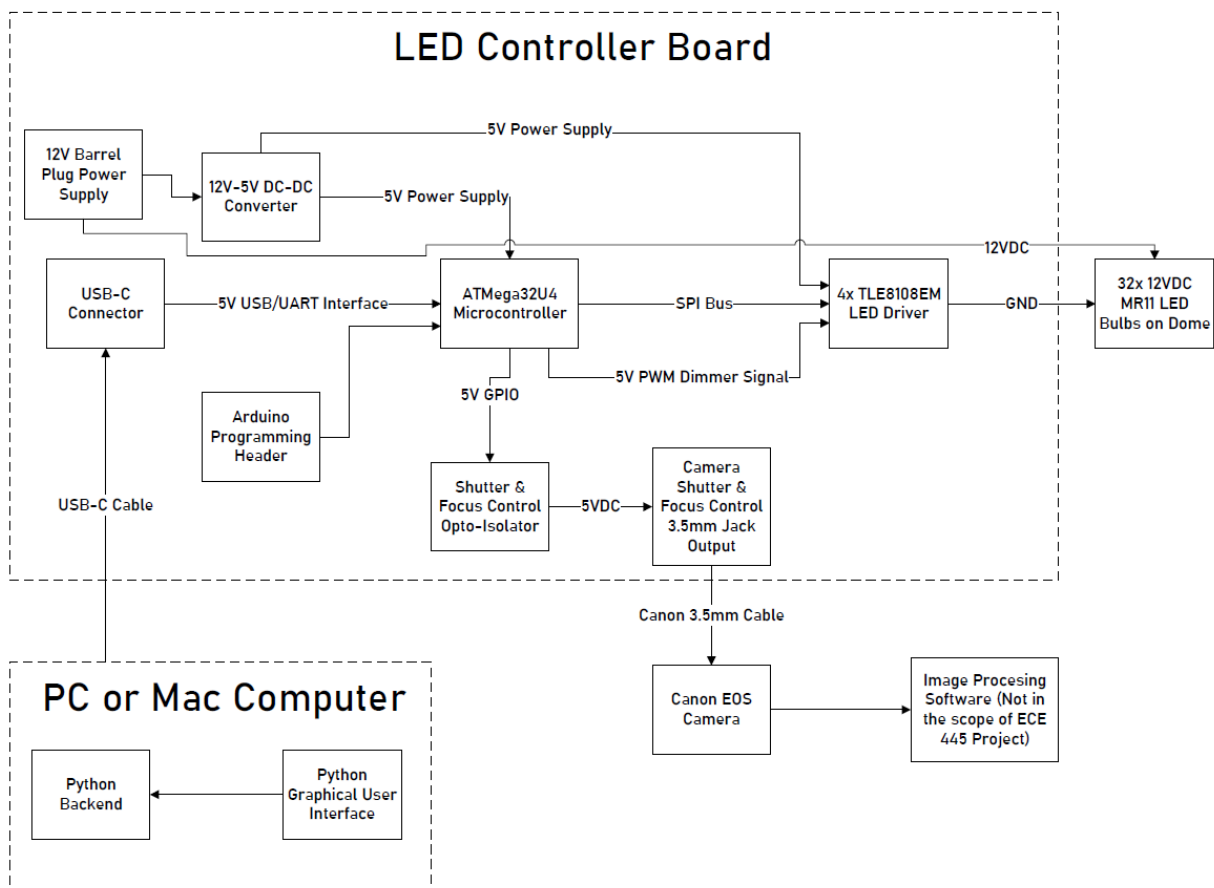 LED Controller Board
5V Power Supply
12V Barrel
Plug Power
Supply
12V-5V DC-DC
Converter
5V Power Supply
12VDC
USB-C
Connector
5V USB/UART Interface
ATMega32U4
Microcontroller
SPI Bus
4x TLE8108EM
LED Driver
GND
32x 12VDC
MR11 LED
Bulbs on Dome
5V PWM Dimmer Signal
5V GPIO
Arduino
Programming
Header
Shutter &
Focus Control
Opto-Isolator
5VDC
Camera
Shutter &
Focus Control
3.5mm Jack
Output
USB-C Cable
Canon 3.5mm Cable
Canon EOS
Camera
Image Procesing
Software (Not in
the scope of ECE
445 Project)
PC or Mac Computer
Python
Backend
Python
Graphical User
Interface